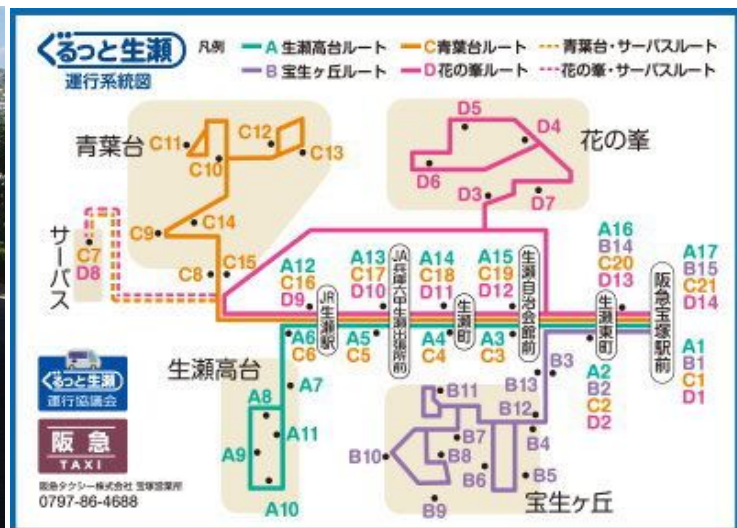 ぐるっと生瀬
運行系統図
凡例
A 生瀬高台ルート
C 青葉台ルート
青葉台・サーパスルート
B 宝生ヶ丘ルート
D 花の峯ルート
花の峯・サーパスルート
青葉台
C11
C12
C10
C13
C14
C9
C8
C15
サーパス
C7
D8
花の峯
D5
D4
D6
D3
D7
A12
C16
D9
JR生瀬駅
A6
C6
A13
C17
D10
JA兵庫六甲生瀬出張所前
A5
C5
A14
C18
D11
生瀬町
A4
C4
A15
C19
D12
生瀬自治会館前
A3
C3
A16
B14
C20
D13
生瀬東町
A2
B2
C2
D2
A17
B15
C21
D14
阪急宝塚駅前
A1
B1
C1
D1
生瀬高台
A7
A8
A11
A9
A10
B3
B13
B11
B12
B4
B7
B10
B8
B6
B5
B9
宝生ヶ丘
ぐるっと生瀬
運行協議会
阪急
TAXI
阪急タクシー株式会社 宝塚営業所
0797-86-4688